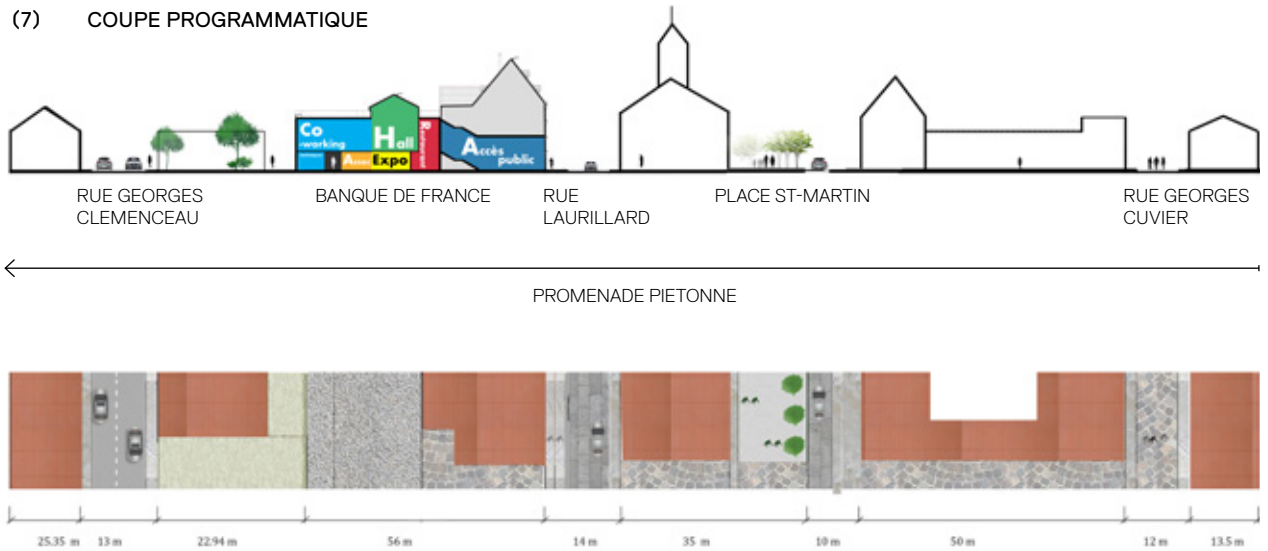 (7) COUPE PROGRAMMATIQUE
Co
-working
Hall
Restaurant
Accès
public
Expo
RUE GEORGES
CLEMENCEAU
BANQUE DE FRANCE
RUE
LAURILLARD
PLACE ST-MARTIN
RUE GEORGES
CUVIER
PROMENADE PIETONNE
25.35 m 13 m 22.94 m 56 m 14 m 35 m 10 m 50 m 12 m 13.5 m